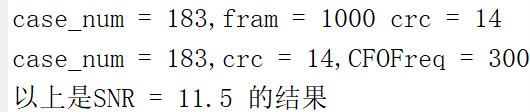 case_num = 183,fram = 1000 crc = 14
case_num = 183,crc = 14,CFOFreq = 300
以上是SNR = 11.5 的结果